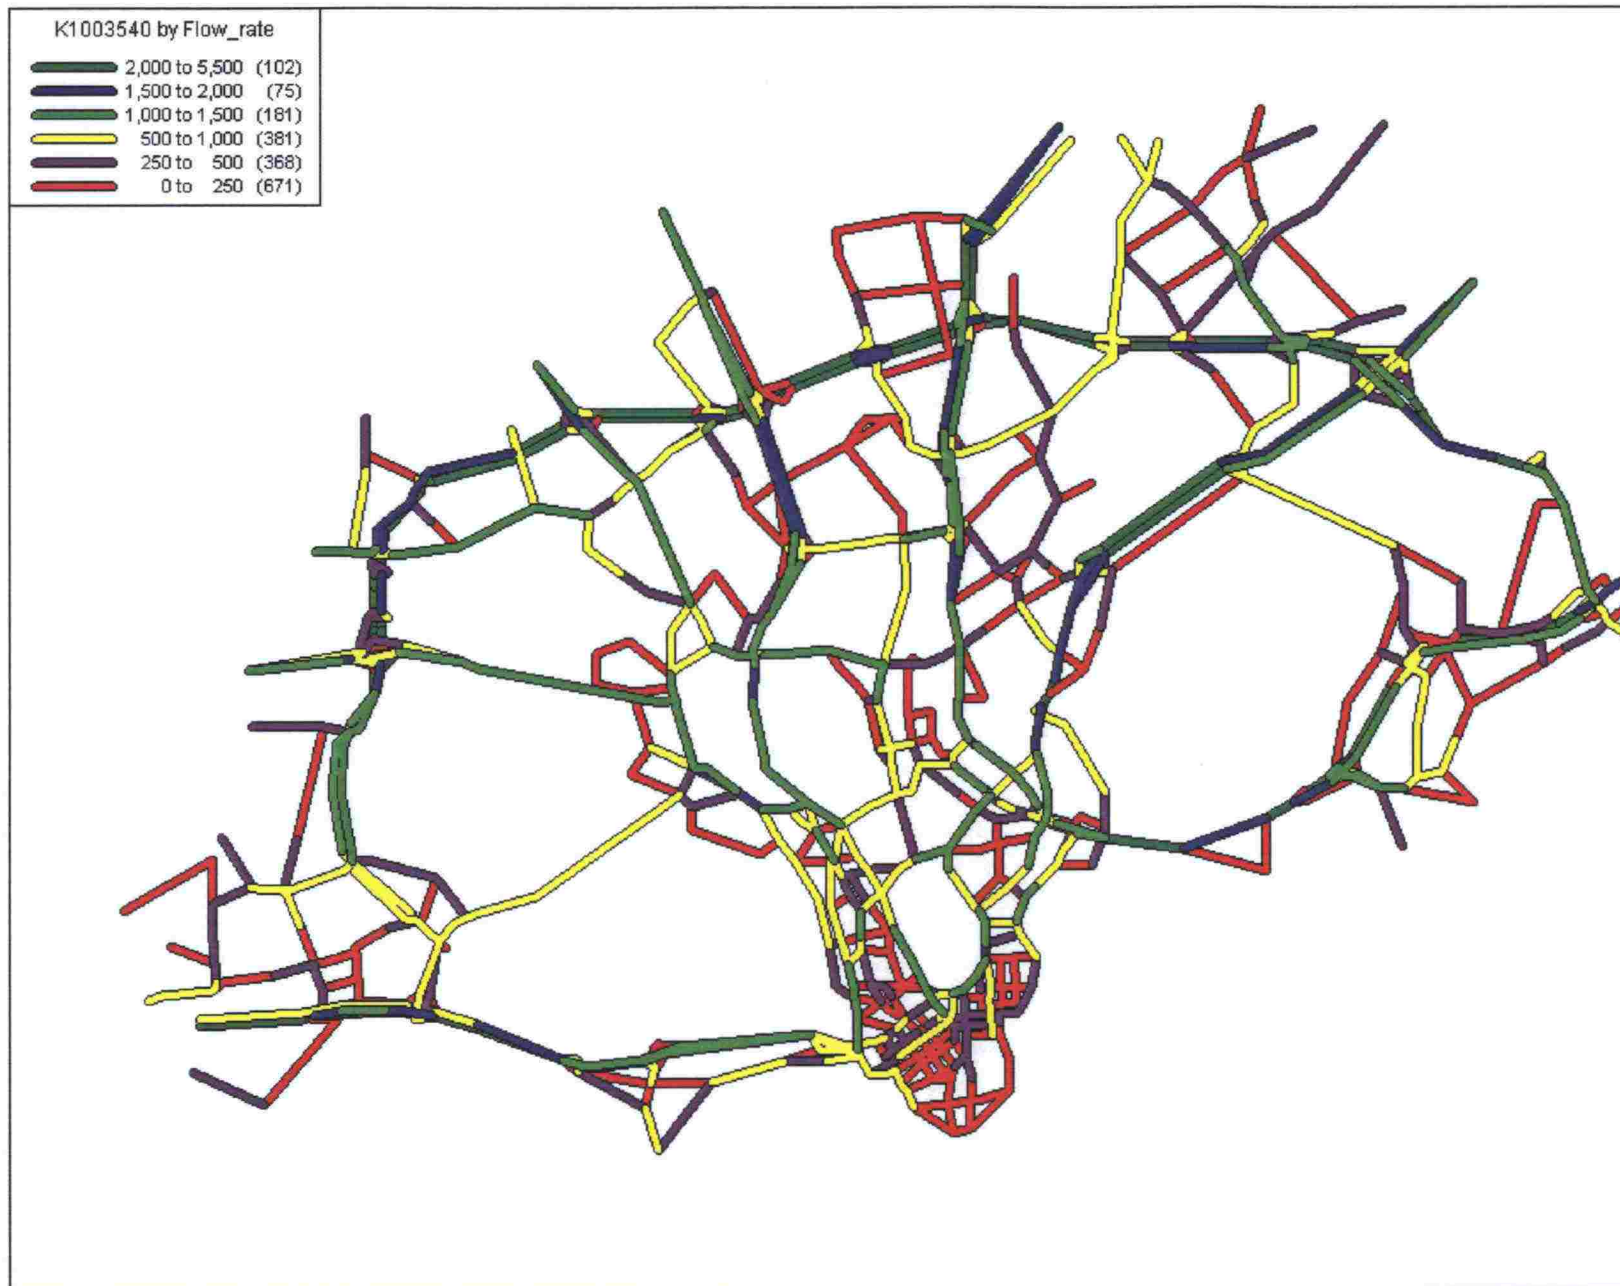 K1003540 by Flow_rate
2,000 to 5,500 (102)
1,500 to 2,000 (75)
1,000 to 1,500 (181)
500 to 1,000 (381)
250 to 500 (368)
0 to 250 (671)